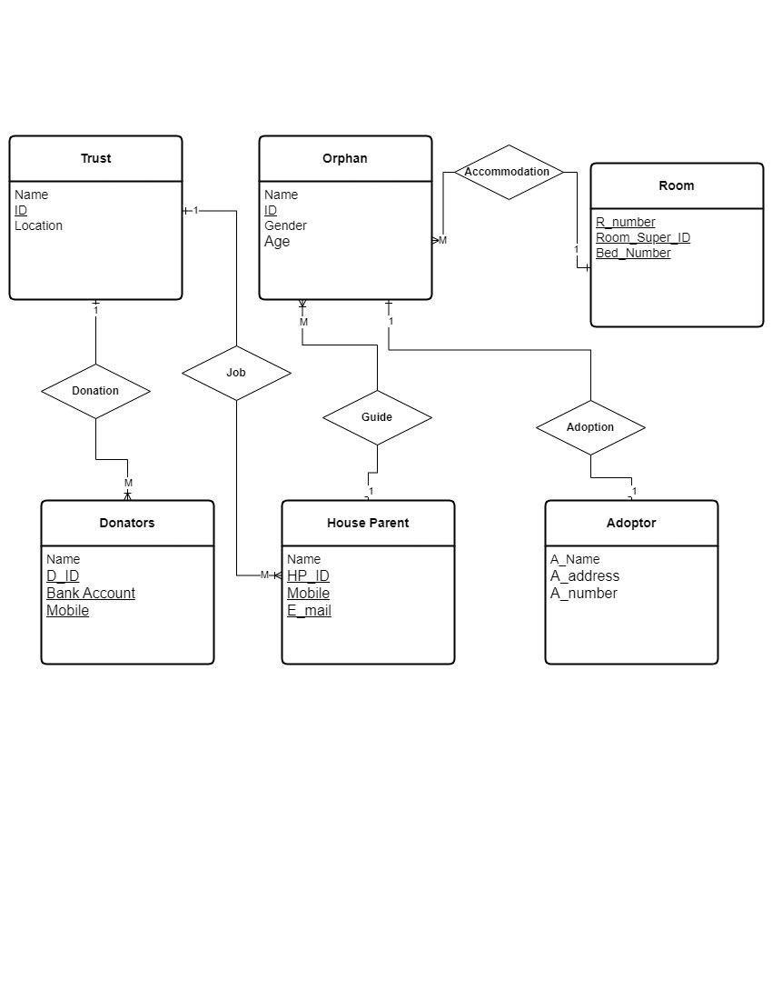 Trust
Name
ID
Location
Orphan
Name
ID
Gender
Age
Accommodation
Room
R_number
Room_Super_ID
Bed_Number
1
M
1
1
M
1
Donation
Job
Guide
Adoption
M
M
1
1
Donators
Name
D_ID
Bank Account
Mobile
House Parent
Name
HP_ID
Mobile
E_mail
Adoptor
A_Name
A_address
A_number